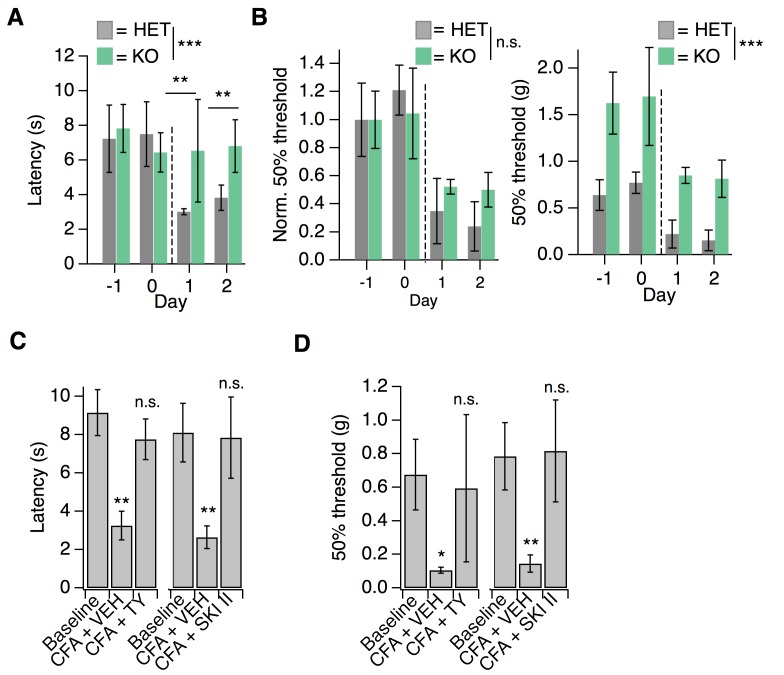 A
= HET
= KO
***
Latency (s)
12
10
8
6
4
2
0
**
**
-1 0 1 2
Day
B
= HET
= KO
n.s.
Norm. 50% threshold
1.4
1.2
1.0
0.8
0.6
0.4
0.2
0.0
-1 0 1 2
Day
= HET
= KO
***
50% threshold (g)
2.0
1.5
1.0
0.5
0.0
-1 0 1 2
Day
C
Latency (s)
10
8
6
4
2
0
**
n.s.
**
n.s.
Baseline
CFA + VEH
CFA + TY
Baseline
CFA + VEH
CFA + SKI II
D
50% threshold (g)
1.2
1.0
0.8
0.6
0.4
0.2
0.0
*
n.s.
**
n.s.
Baseline
CFA + VEH
CFA + TY
Baseline
CFA + VEH
CFA + SKI II